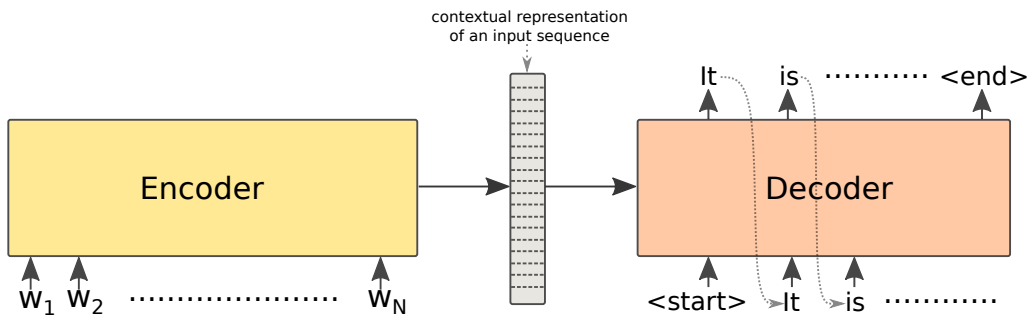 contextual representation
of an input sequence
It is ............ <end>
Encoder
Decoder
w1 w2 ........................ wN
<start> It is .............